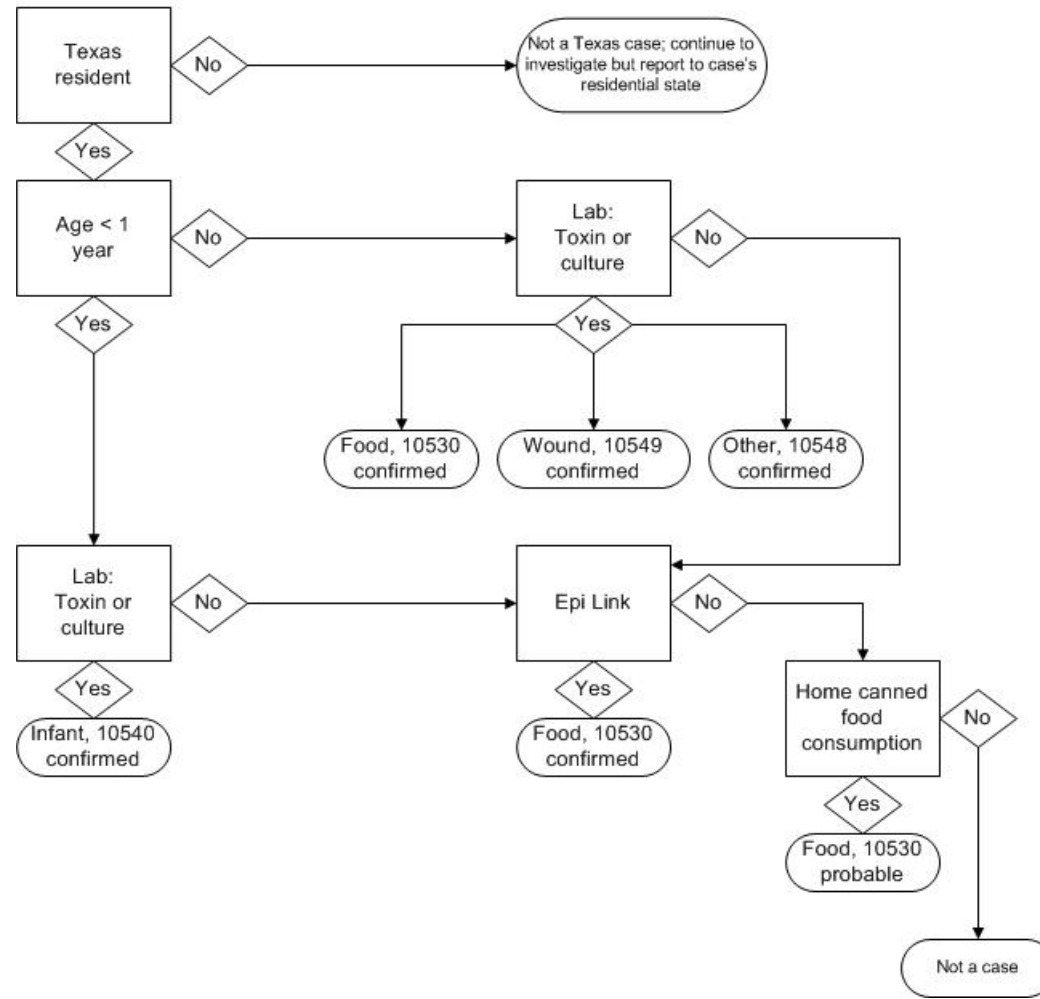 Texas
resident
No
Not a Texas case; continue to
investigate but report to case's
residential state
Yes
Age < 1
year
No
Lab:
Toxin or
culture
No
Yes
Yes
Food, 10530
confirmed
Wound, 10549
confirmed
Other, 10548
confirmed
Lab:
Toxin or
culture
No
Epi Link
No
Yes
Infant, 10540
confirmed
Yes
Food, 10530
confirmed
Home canned
food
consumption
No
Yes
Food, 10530
probable
Not a case